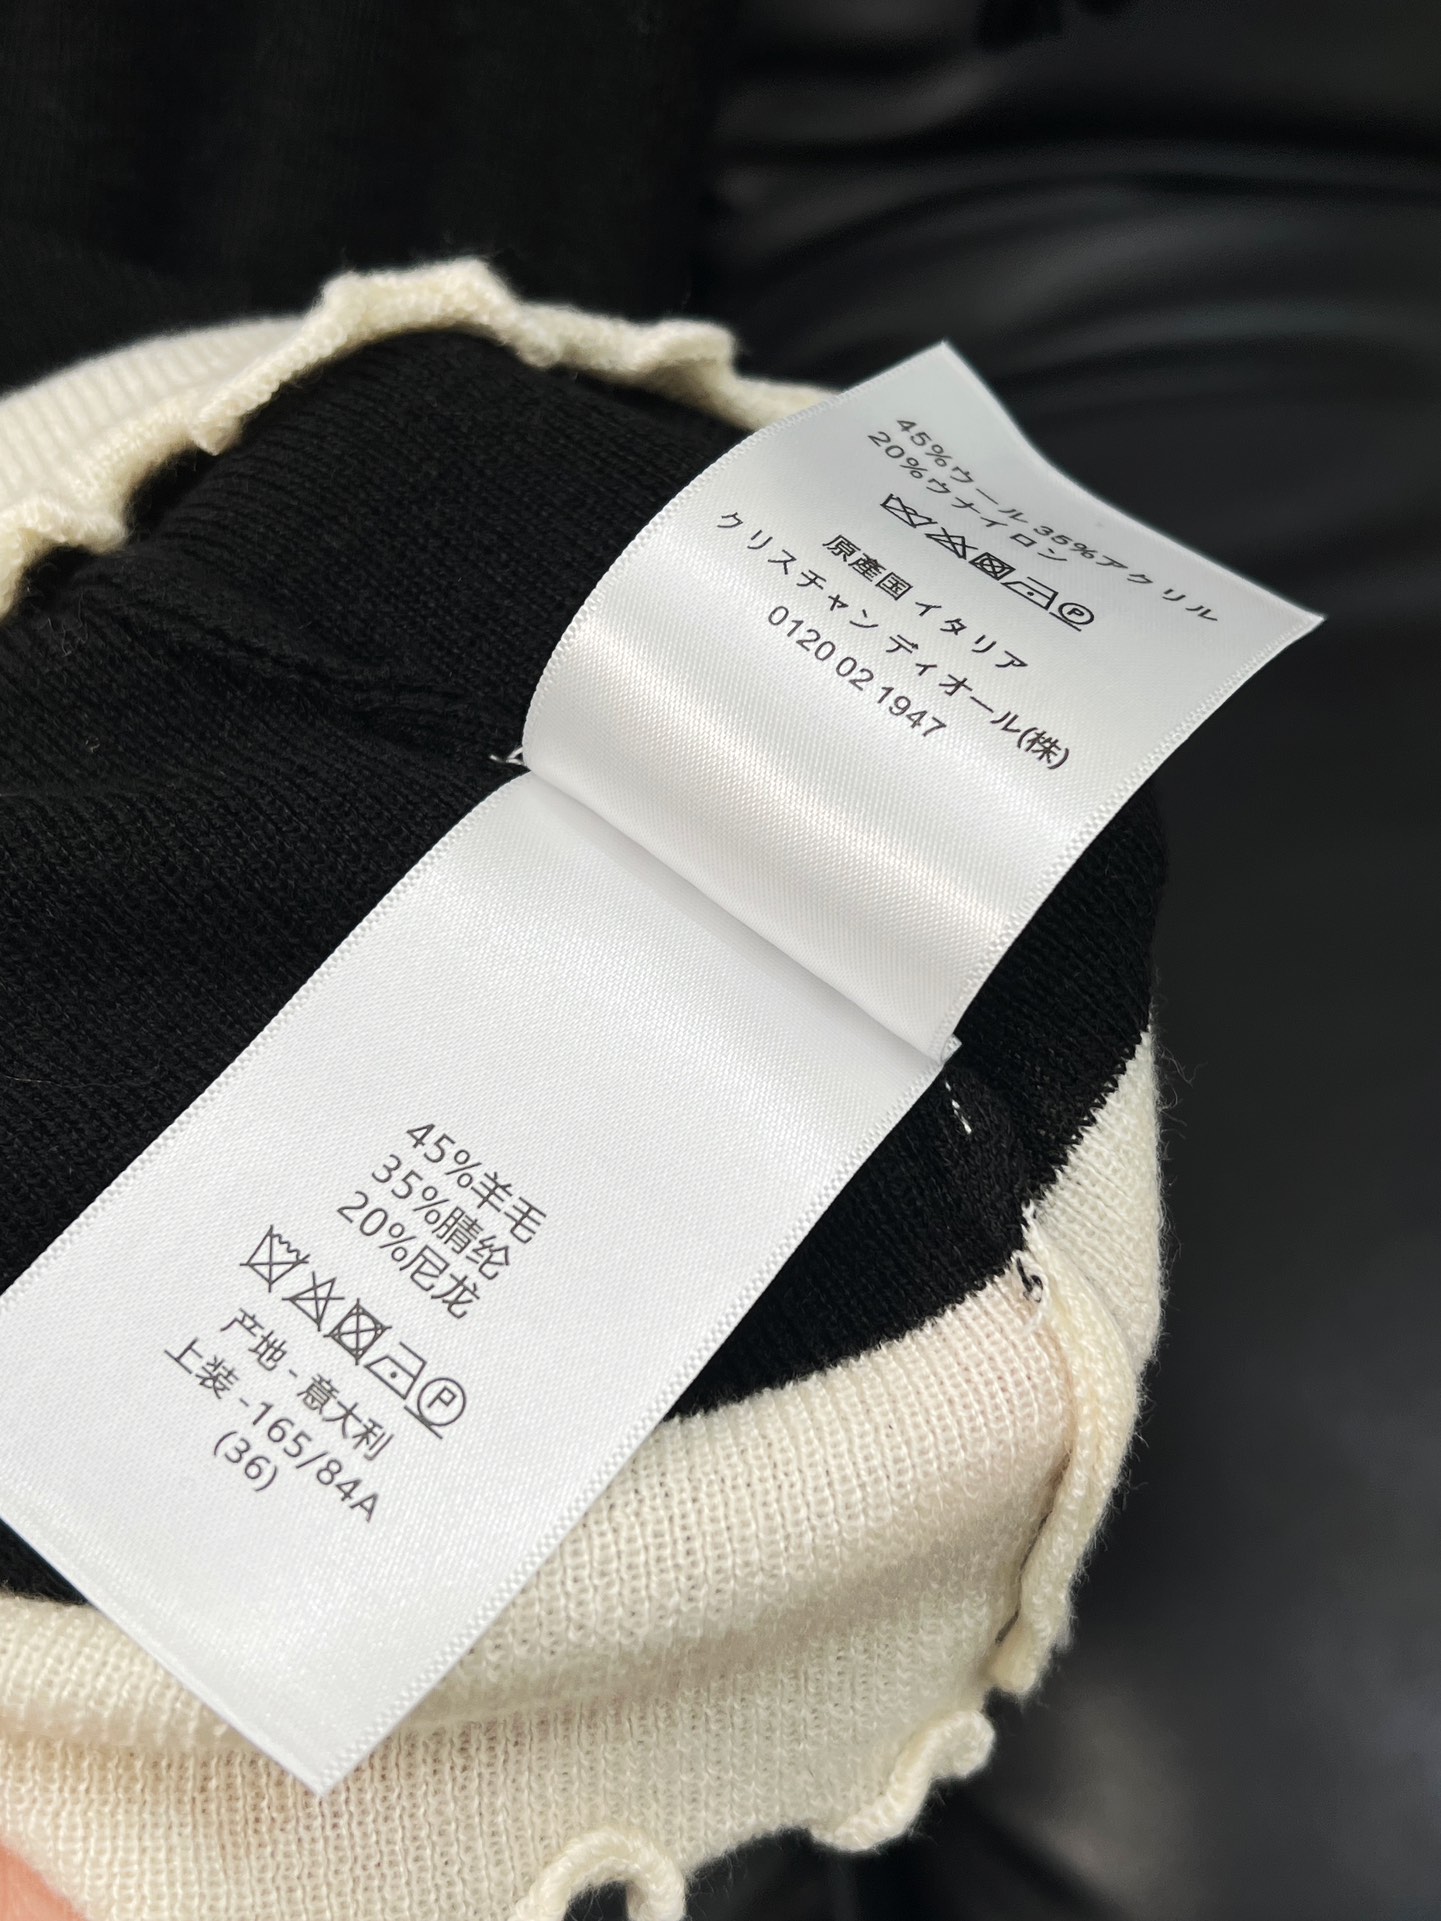 45%ウール 35%アクリル
20%ウナイロン
P
原産国 イタリア
クリスチャン ディオール(株)
0120 02 1947
45%羊毛
35%腈纶
20%尼龙
P
产地 - 意大利
上装 -165/84A
(36)